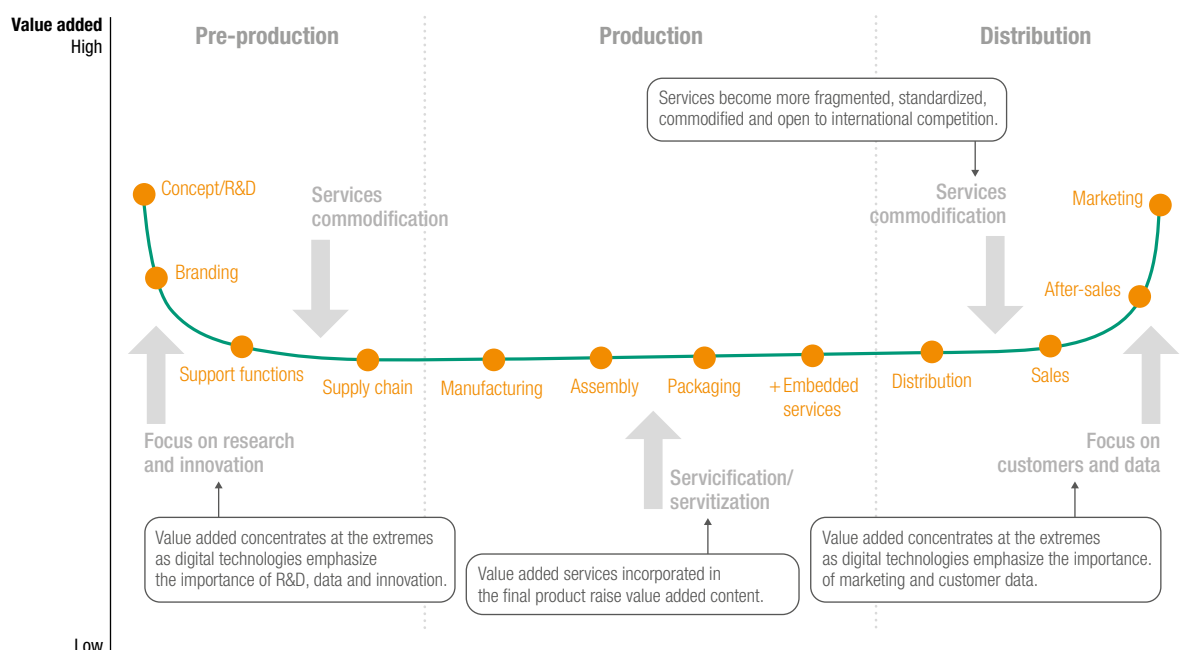 Value added
High
Pre-production
Production
Distribution
Services become more fragmented, standardized,
commodified and open to international competition.
Concept/R&D
Services
commodification
Services
commodification
Marketing
Branding
After-sales
Support functions
Supply chain
Manufacturing
Assembly
Packaging
+Embedded
services
Distribution
Sales
Focus on research
and innovation
Servicification/
servitization
Focus on
customers and data
Value added concentrates at the extremes
as digital technologies emphasize
the importance of R&D, data and innovation.
Value added services incorporated in
the final product raise value added content.
Value added concentrates at the extremes
as digital technologies emphasize the importance.
of marketing and customer data.
Low